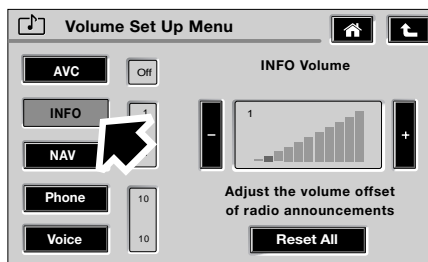 Volume Set Up Menu
AVC
Off
INFO Volume
INFO
1
1
-
+
NAV
Phone
10
Adjust the volume offset
of radio announcements
Voice
10
Reset All